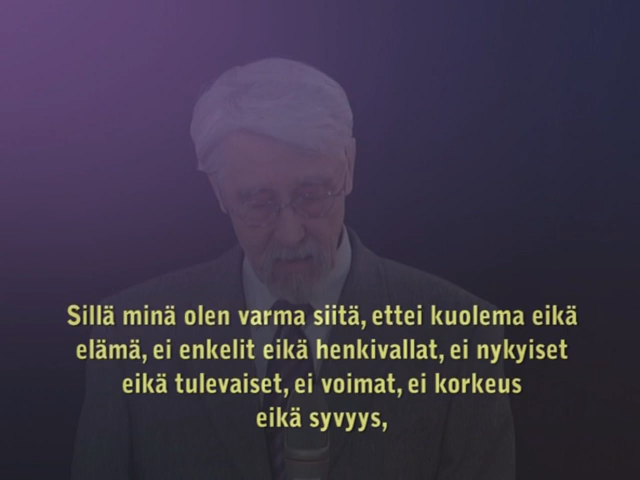 Sillä minä olen varma siitä, ettei kuolema eikä
elämä, ei enkelit eikä henkivallat, ei nykyiset
eikä tulevaiset, ei voimat, ei korkeus
eikä syvyys,